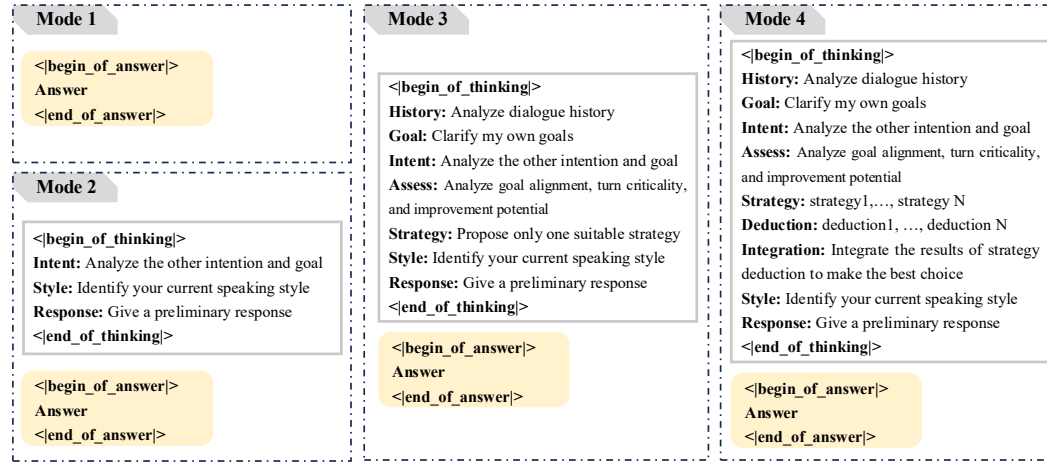 Mode 1
<|begin_of_answer|>
Answer
<|end_of_answer|>
Mode 2
<|begin_of_thinking|>
Intent: Analyze the other intention and goal
Style: Identify your current speaking style
Response: Give a preliminary response
<|end_of_thinking|>
<|begin_of_answer|>
Answer
<|end_of_answer|>
Mode 3
<|begin_of_thinking|>
History: Analyze dialogue history
Goal: Clarify my own goals
Intent: Analyze the other intention and goal
Assess: Analyze goal alignment, turn criticality,
and improvement potential
Strategy: Propose only one suitable strategy
Style: Identify your current speaking style
Response: Give a preliminary response
<|end_of_thinking|>
<|begin_of_answer|>
Answer
<|end_of_answer|>
Mode 4
<|begin_of_thinking|>
History: Analyze dialogue history
Goal: Clarify my own goals
Intent: Analyze the other intention and goal
Assess: Analyze goal alignment, turn criticality,
and improvement potential
Strategy: strategy1,…, strategy N
Deduction: deduction1, …, deduction N
Integration: Integrate the results of strategy
deduction to make the best choice
Style: Identify your current speaking style
Response: Give a preliminary response
<|end_of_thinking|>
<|begin_of_answer|>
Answer
<|end_of_answer|>